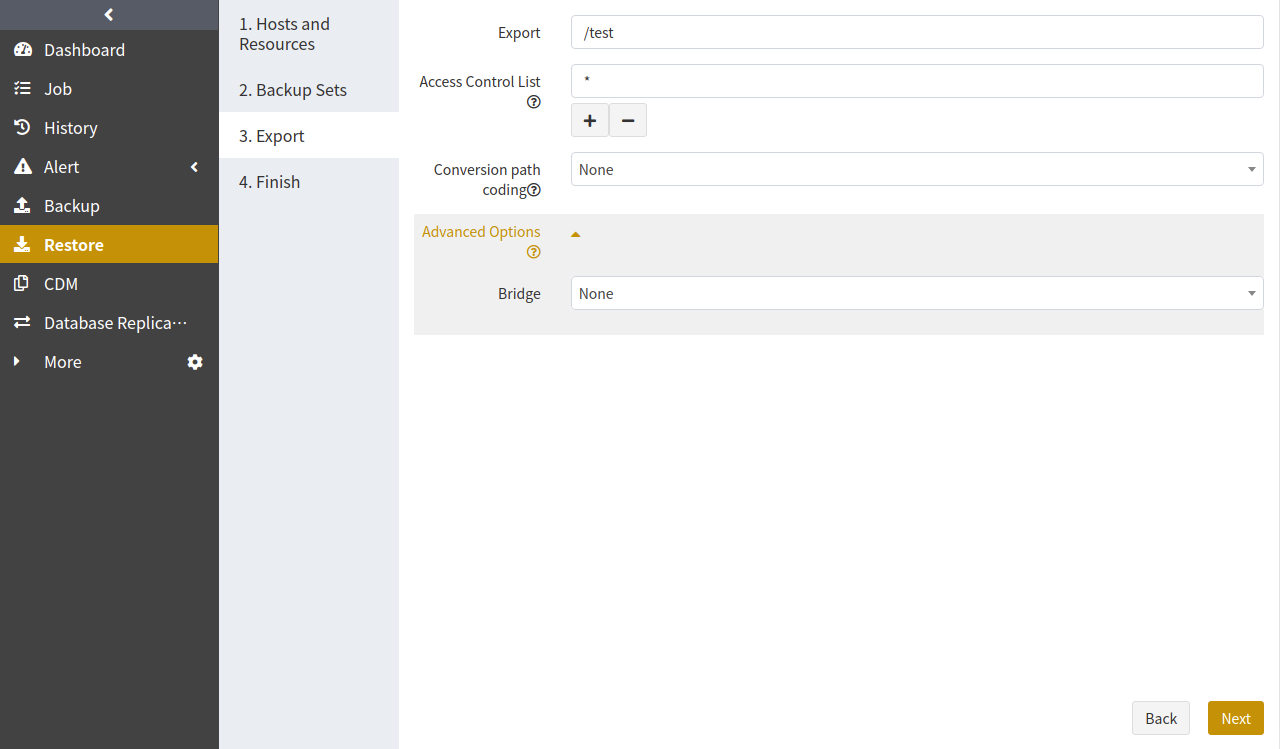 Dashboard
Job
History
Alert
Backup
Restore
CDM
Database Replica···
More
1. Hosts and
Resources
2. Backup Sets
3. Export
4. Finish
Export
/test
Access Control List
*
Conversion path
coding
None
Advanced Options
Bridge
None
Back
Next